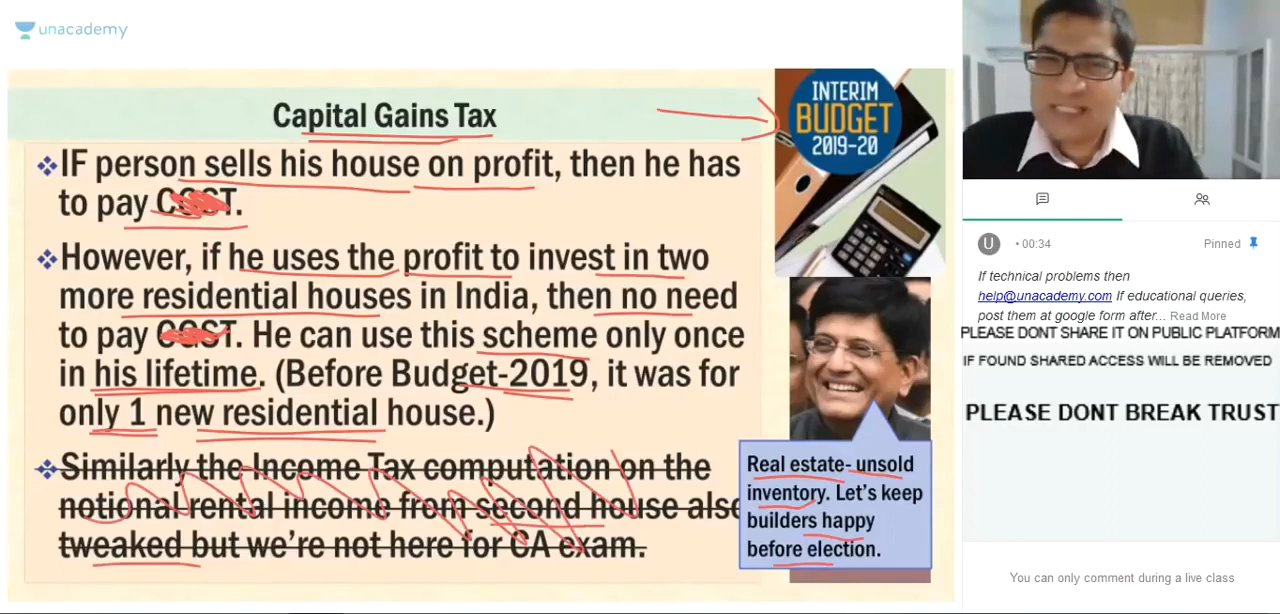 unacademy
Capital Gains Tax
INTERIM
BUDGET
2019-20
IF person sells his house on profit, then he has
to pay
However, if he uses the profit to invest in two
more residential houses in India, then no need
to pay He can use this scheme only once
in his lifetime. (Before Budget-2019, it was for
only 1 new residential house.)
Similarly the Income Tax computation on the
notional rental income from second house also
tweaked but we're not here for CA exam.
Real estate- unsold
inventory. Let's keep
builders happy
before election.
U • 00:34 Pinned
If technical problems then
help@unacademy.com If educational queries,
post them at google form after... Read More
PLEASE DONT SHARE IT ON PUBLIC PLATFORM
IF FOUND SHARED ACCESS WILL BE REMOVED
PLEASE DONT BREAK TRUST
You can only comment during a live class